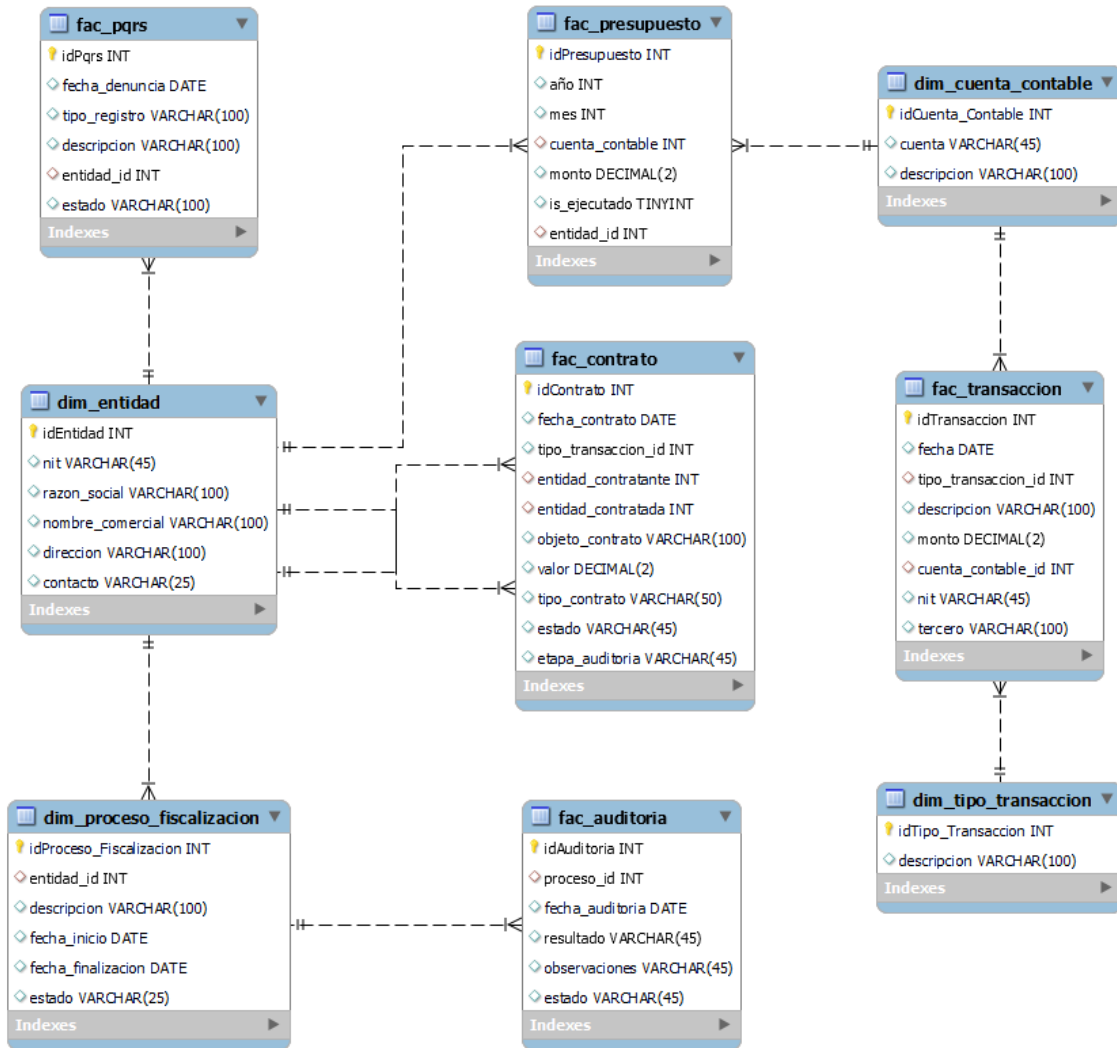 fac_pqrs
idPqrs INT
fecha_denuncia DATE
tipo_registro VARCHAR(100)
descripcion VARCHAR(100)
entidad_id INT
estado VARCHAR(100)
Indexes
fac_presupuesto
idPresupuesto INT
año INT
mes INT
cuenta_contable INT
monto DECIMAL(2)
is_ejecutado TINYINT
entidad_id INT
Indexes
dim_cuenta_contable
idCuenta_Contable INT
cuenta VARCHAR(45)
descripcion VARCHAR(100)
Indexes
dim_entidad
idEntidad INT
nit VARCHAR(45)
razon_social VARCHAR(100)
nombre_comercial VARCHAR(100)
direccion VARCHAR(100)
contacto VARCHAR(25)
Indexes
fac_contrato
idContrato INT
fecha_contrato DATE
tipo_transaccion_id INT
entidad_contratante INT
entidad_contratada INT
objeto_contrato VARCHAR(100)
valor DECIMAL(2)
tipo_contrato VARCHAR(50)
estado VARCHAR(45)
etapa_auditoria VARCHAR(45)
Indexes
fac_transaccion
idTransaccion INT
fecha DATE
tipo_transaccion_id INT
descripcion VARCHAR(100)
monto DECIMAL(2)
cuenta_contable_id INT
nit VARCHAR(45)
tercero VARCHAR(100)
Indexes
dim_proceso_fiscalizacion
idProceso_Fiscalizacion INT
entidad_id INT
descripcion VARCHAR(100)
fecha_inicio DATE
fecha_finalizacion DATE
estado VARCHAR(25)
Indexes
fac_auditoria
idAuditoria INT
proceso_id INT
fecha_auditoria DATE
resultado VARCHAR(45)
observaciones VARCHAR(45)
estado VARCHAR(45)
Indexes
dim_tipo_transaccion
idTipo_Transaccion INT
descripcion VARCHAR(100)
Indexes